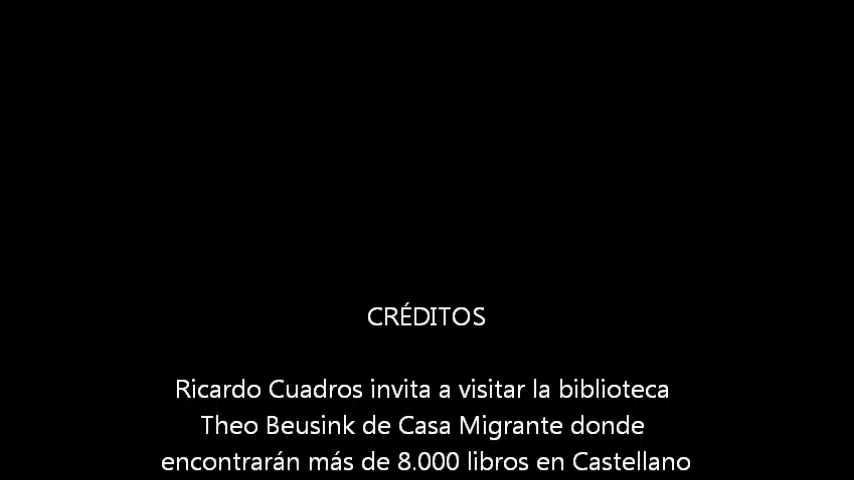 CRÉDITOS
Ricardo Cuadros invita a visitar la biblioteca
Theo Beusink de Casa Migrante donde
encontrarán más de 8.000 libros en Castellano